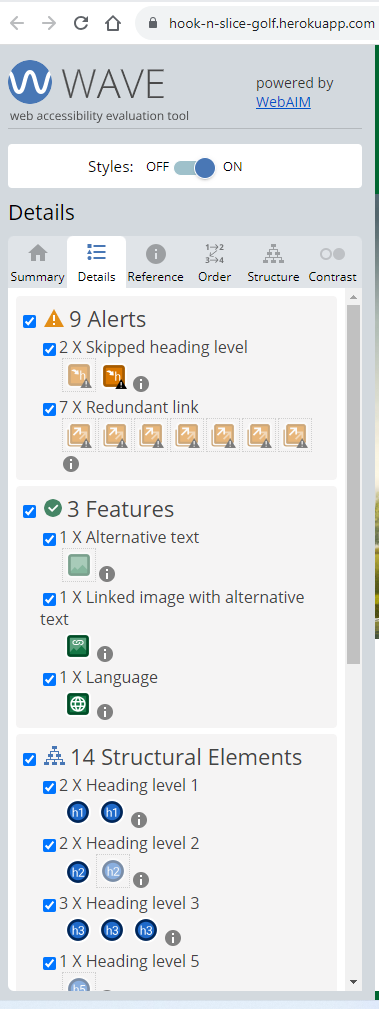 hook-n-slice-golf.herokuapp.com
WAVE
web accessibility evaluation tool
powered by
WebAIM
Styles: OFF ON
Details
Summary Details Reference Order Structure Contrast
9 Alerts
2 X Skipped heading level
7 X Redundant link
3 Features
1 X Alternative text
1 X Linked image with alternative
text
1 X Language
14 Structural Elements
2 X Heading level 1
h1 h1
2 X Heading level 2
h2 h2
3 X Heading level 3
h3 h3 h3
1 X Heading level 5
h5